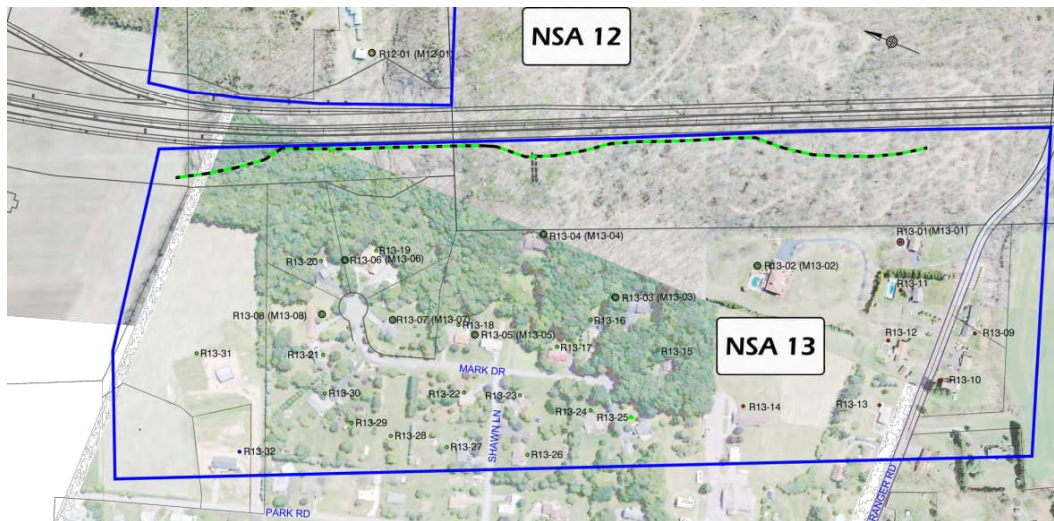 NSA 12
R12-01 (M12-01)
R13-04 (M13-04)
R13-01 (M13-01)
R13-19
R13-20
R13-06 (M13-06)
R13-02 (M13-02)
R13-11
R13-03 (M13-03)
R13-08 (M13-08)
R13-07 (M13-07)
R13-18
R13-16
R13-05 (M13-05)
R13-12
R13-09
NSA 13
R13-17
R13-15
R13-31
R13-21
MARK DR
R13-10
R13-30
R13-22
R13-23
R13-24
R13-25
R13-14
R13-13
R13-29
R13-28
R13-27
SHAWN LN
R13-26
R13-32
PARK RD
RANGER RD